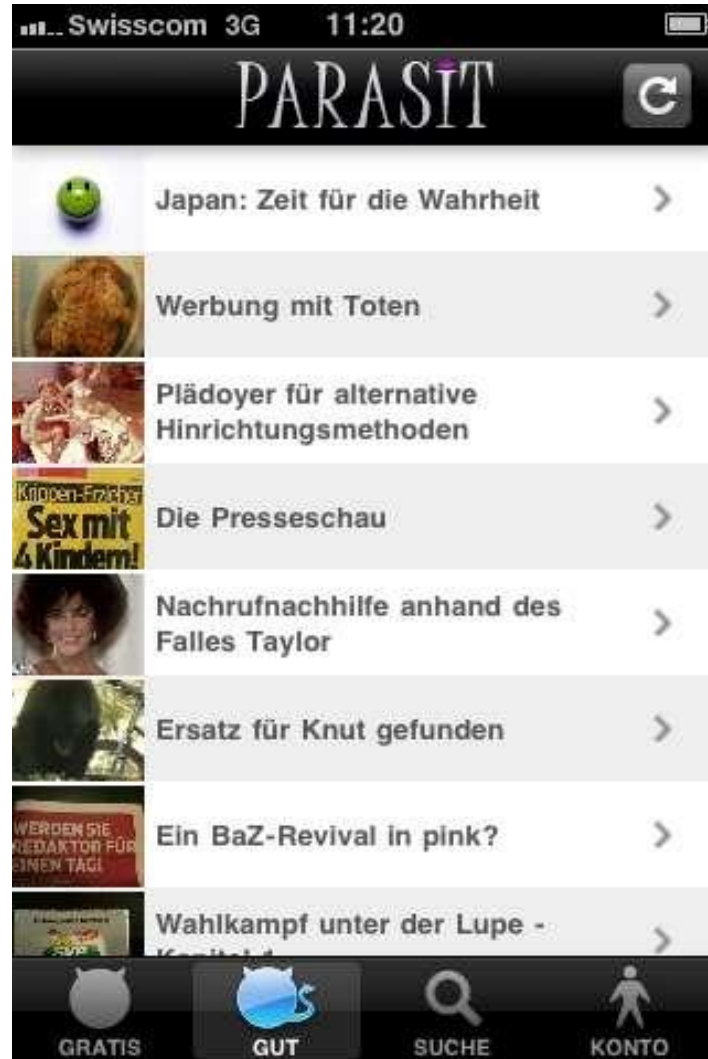 Swisscom 3G 11:20
PARASiT
Japan: Zeit für die Wahrheit
Werbung mit Toten
Plädoyer für alternative
Hinrichtungsmethoden
Krippen-Erzieher
Sex mit
4 Kindern!
Die Presseschau
Nachrufnachhilfe anhand des
Falles Taylor
Ersatz für Knut gefunden
WERDEN SIE
REDAKTOR FÜR
EINEN TAG!
Ein BaZ-Revival in pink?
Wahlkampf unter der Lupe -
GRATIS GUT SUCHE KONTO